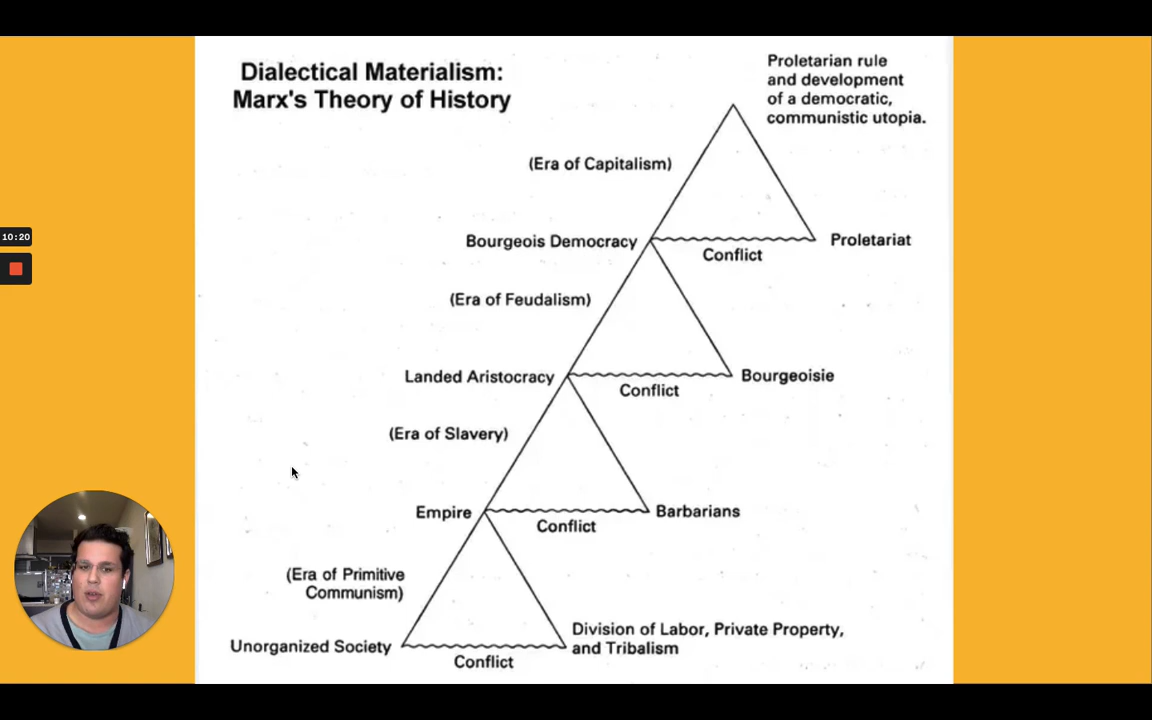 Dialectical Materialism:
Marx's Theory of History
Proletarian rule
and development
of a democratic,
communistic utopia.
(Era of Capitalism)
Bourgeois Democracy
Conflict
Proletariat
(Era of Feudalism)
10:20
Landed Aristocracy
Conflict
Bourgeoisie
(Era of Slavery)
Empire
Conflict
Barbarians
(Era of Primitive
Communism)
Unorganized Society
Conflict
Division of Labor, Private Property,
and Tribalism